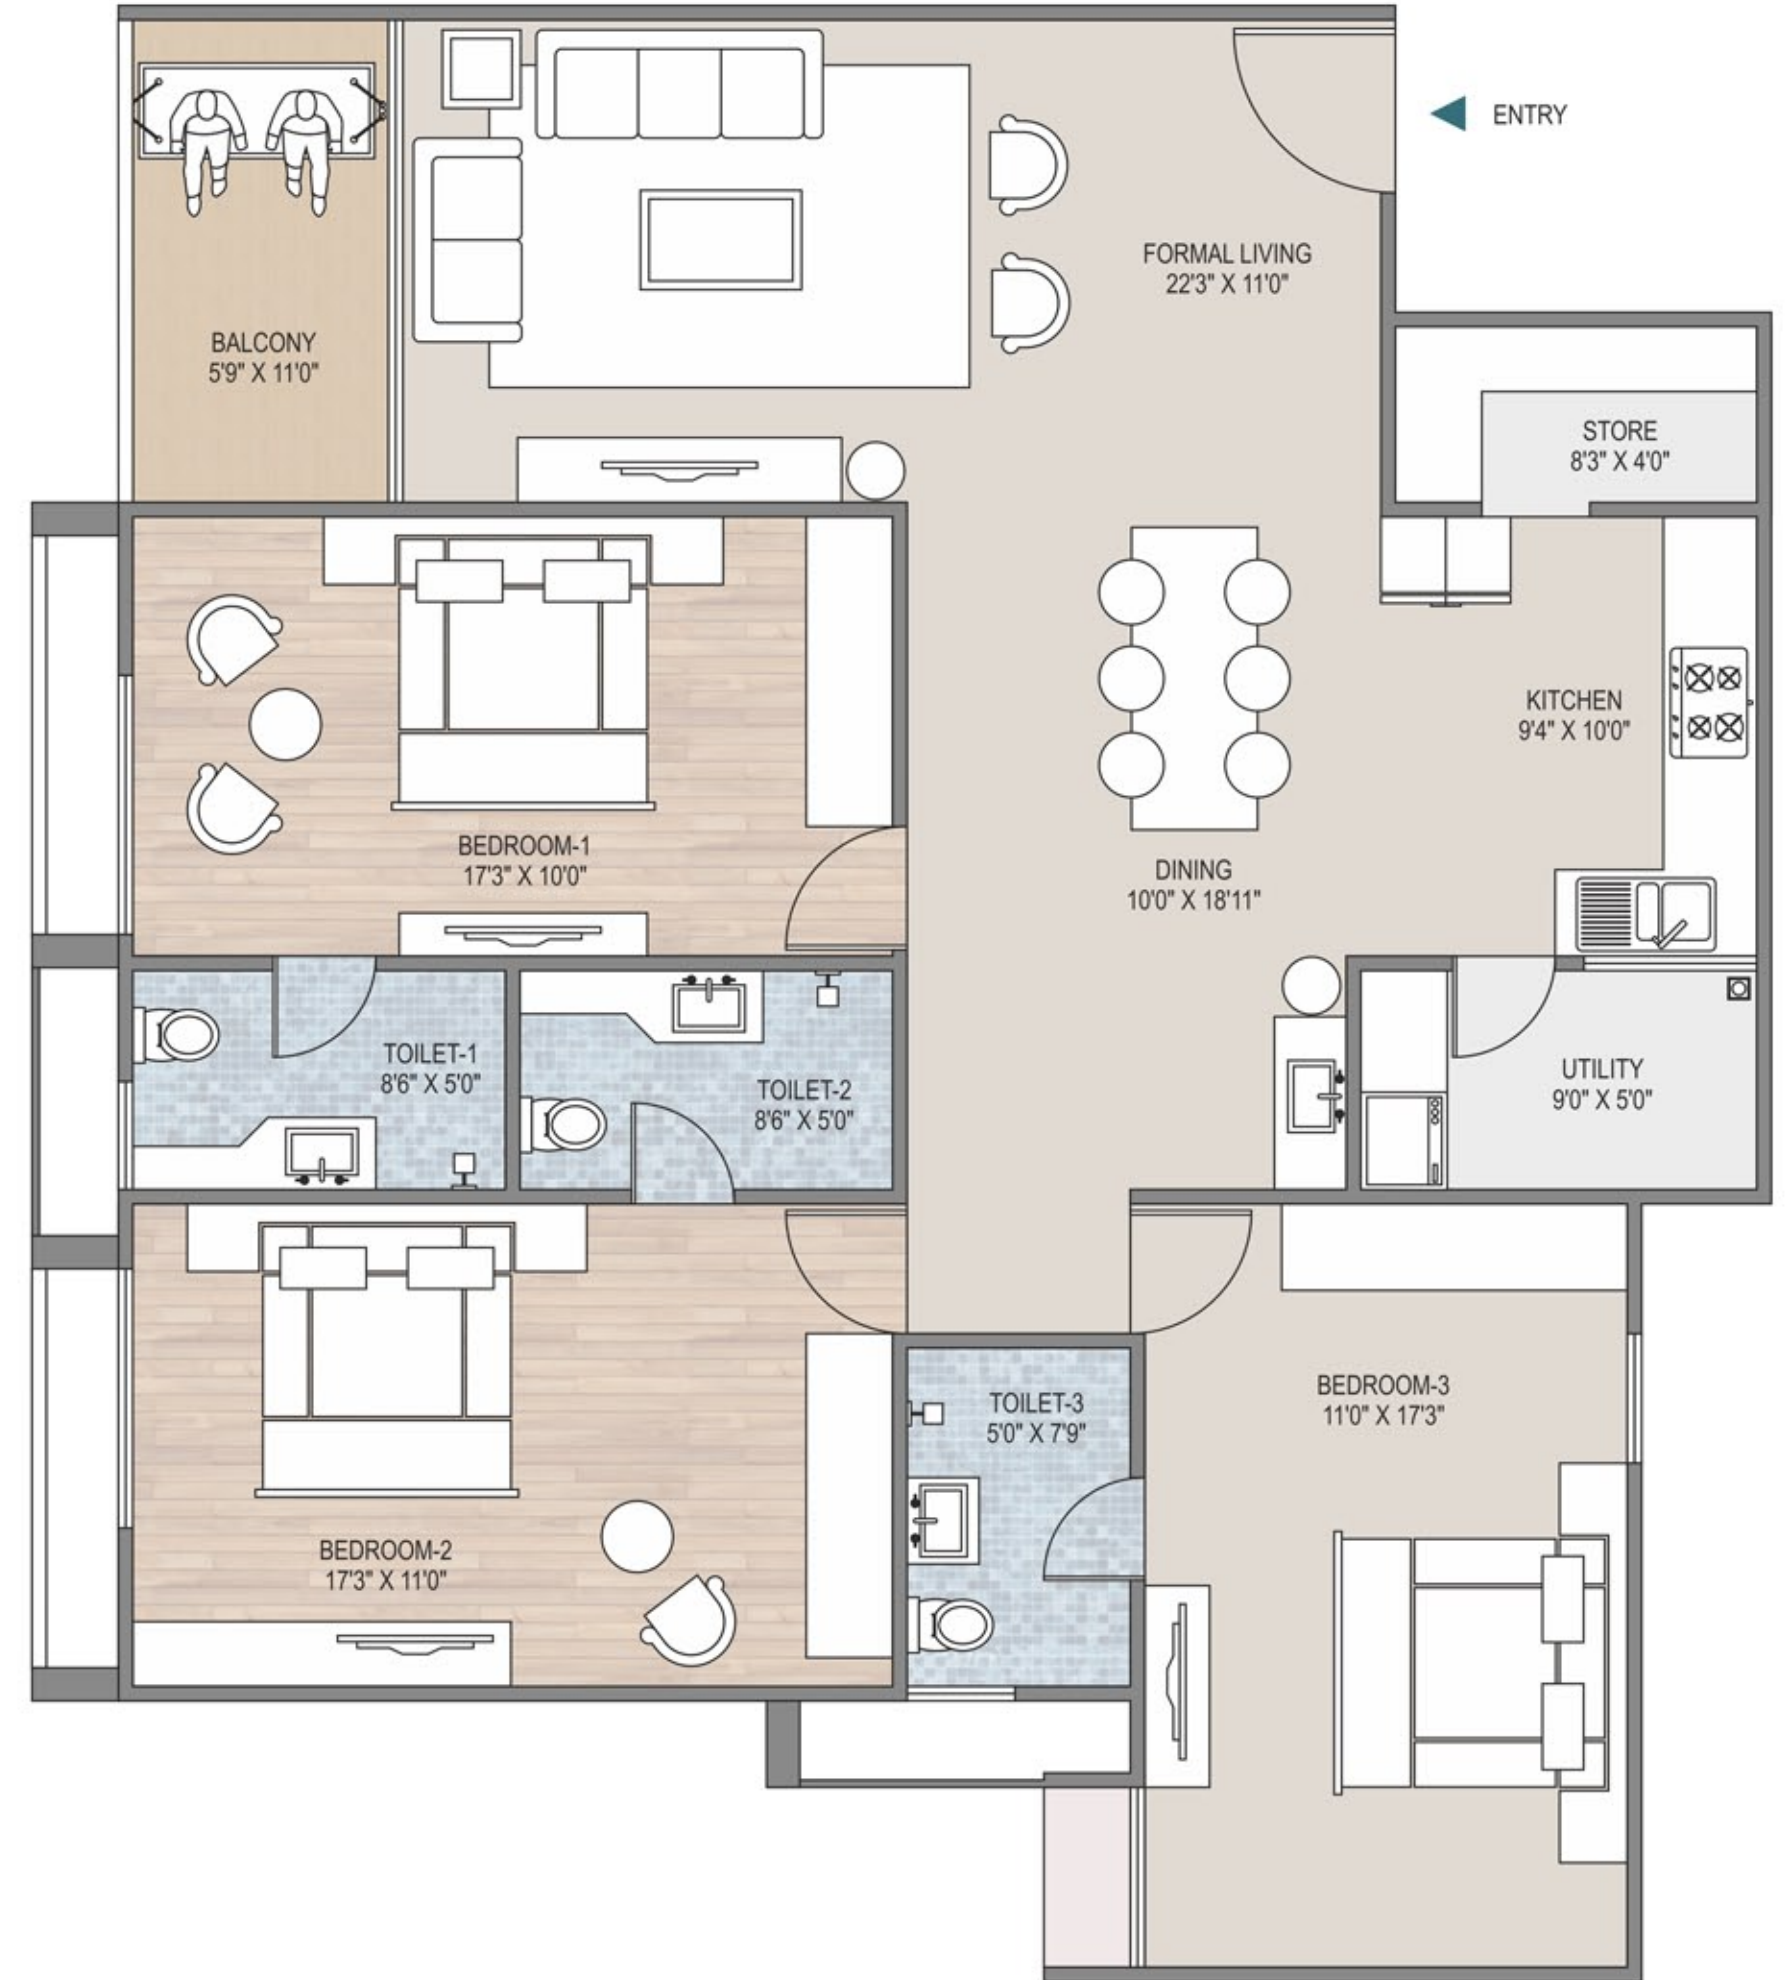 ENTRY
FORMAL LIVING
22'3" X 11'0"
BALCONY
5'9" X 11'0"
STORE
8'3" X 4'0"
KITCHEN
9'4" X 10'0"
BEDROOM-1
17'3" X 10'0"
DINING
10'0" X 18'11"
TOILET-1
8'6" X 5'0"
TOILET-2
8'6" X 5'0"
UTILITY
9'0" X 5'0"
BEDROOM-3
11'0" X 17'3"
TOILET-3
5'0" X 7'9"
BEDROOM-2
17'3" X 11'0"